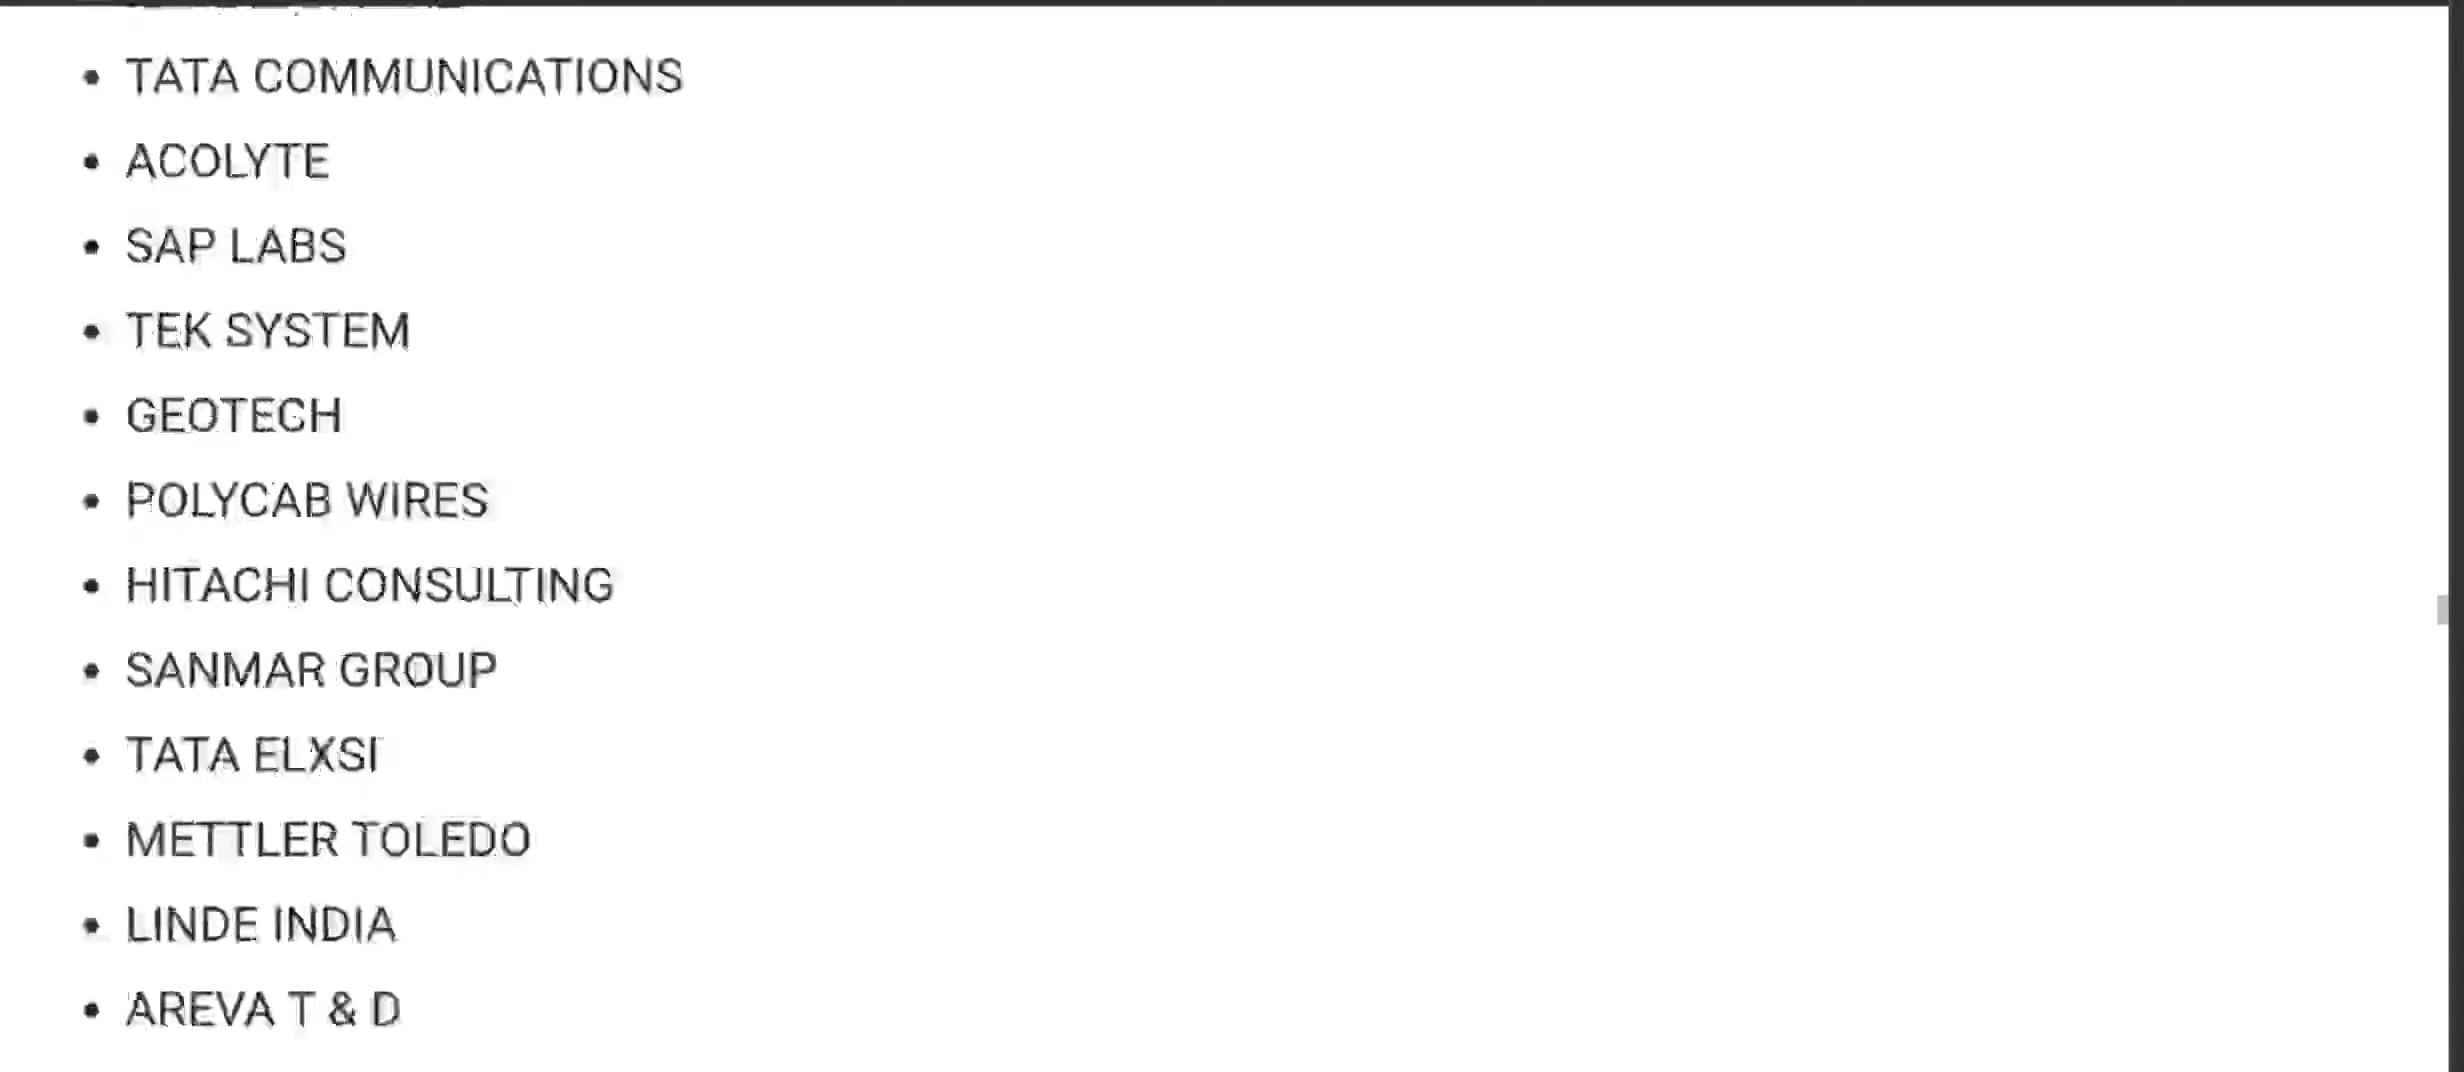 • TATA COMMUNICATIONS
• ACOLYTE
• SAP LABS
• TEK SYSTEM
• GEOTECH
• POLYCAB WIRES
• HITACHI CONSULTING
• SANMAR GROUP
• TATA ELXSI
• METTLER TOLEDO
• LINDE INDIA
• AREVA T & D